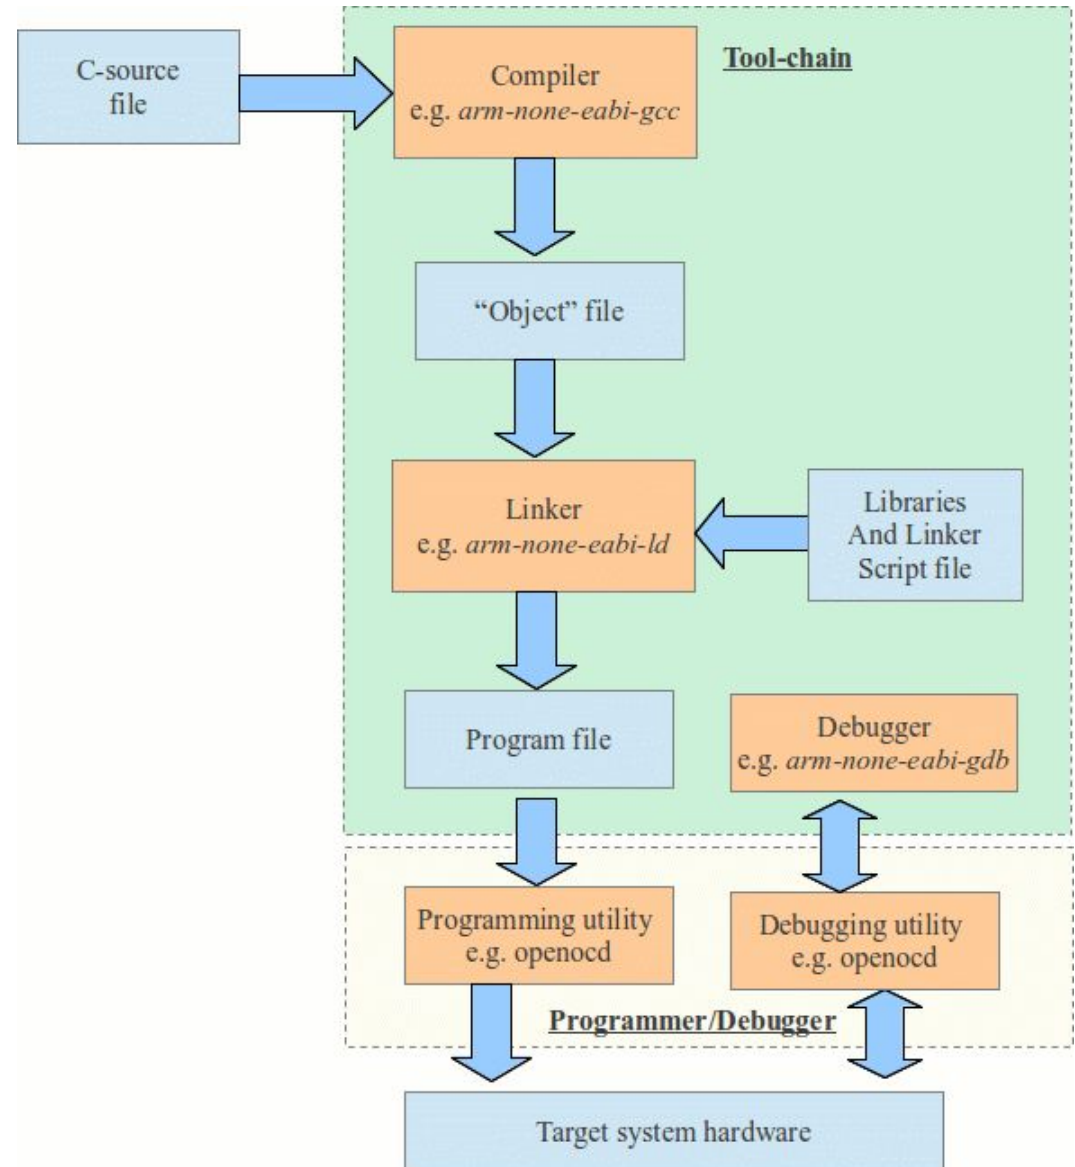 C-source
file
Compiler
e.g. arm-none-eabi-gcc
Tool-chain
“Object” file
Linker
e.g. arm-none-eabi-ld
Libraries
And Linker
Script file
Program file
Debugger
e.g. arm-none-eabi-gdb
Programming utility
e.g. openocd
Debugging utility
e.g. openocd
Programmer/Debugger
Target system hardware